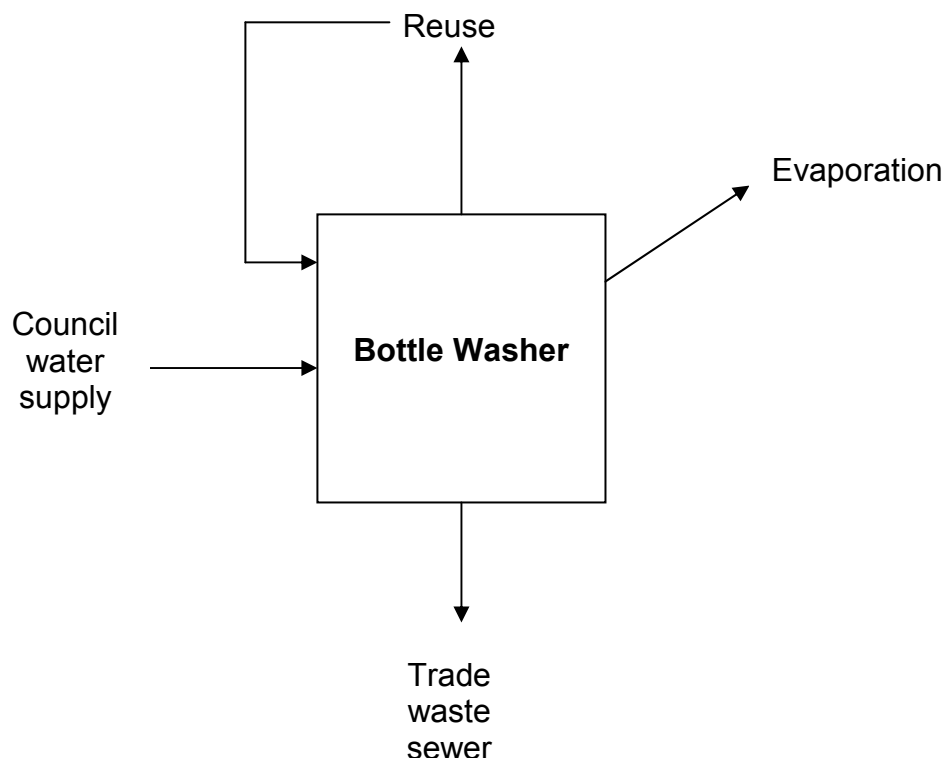 Reuse
Evaporation
Council
water
supply
Bottle Washer
Trade
waste
sewer